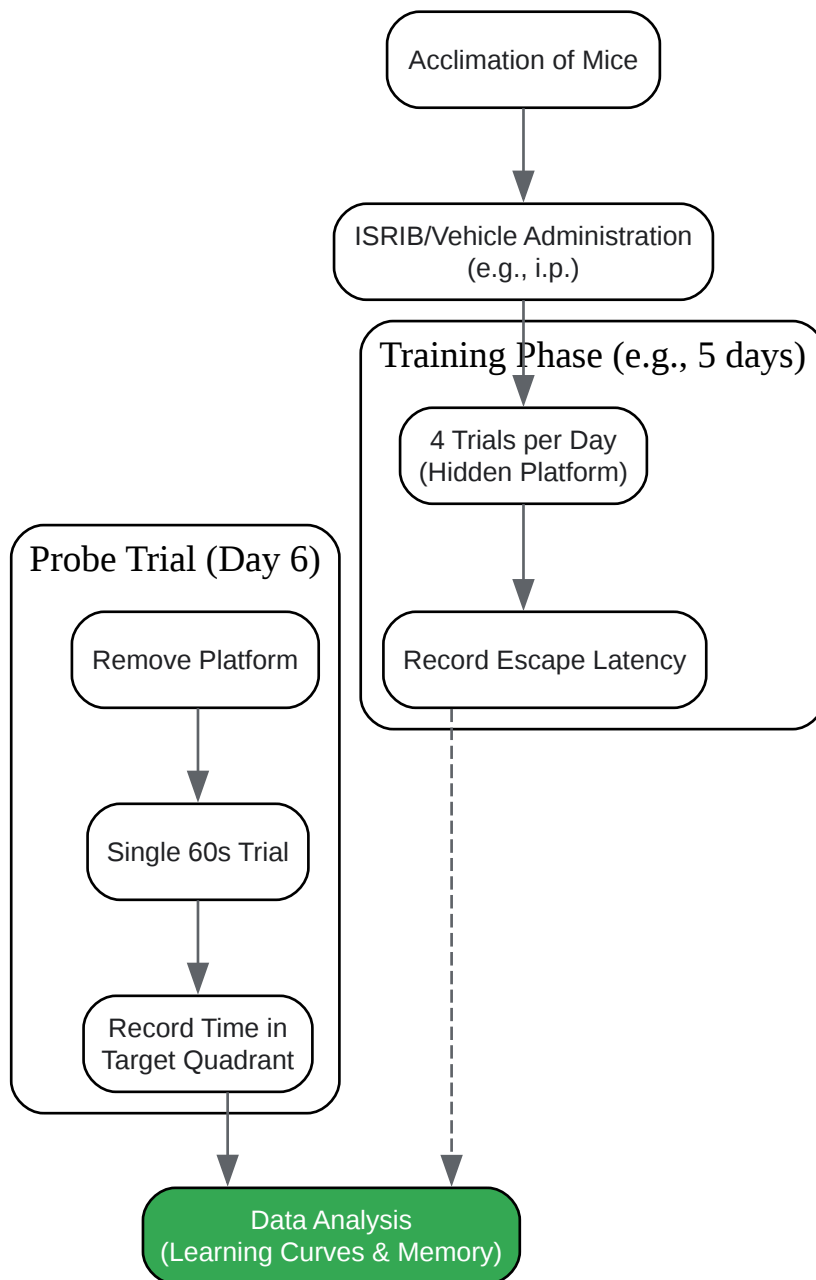 Acclimation of Mice
ISRIB/Vehicle Administration
(e.g., i.p.)
Training Phase (e.g., 5 days)
4 Trials per Day
(Hidden Platform)
Record Escape Latency
Probe Trial (Day 6)
Remove Platform
Single 60s Trial
Record Time in
Target Quadrant
Data Analysis
(Learning Curves & Memory)